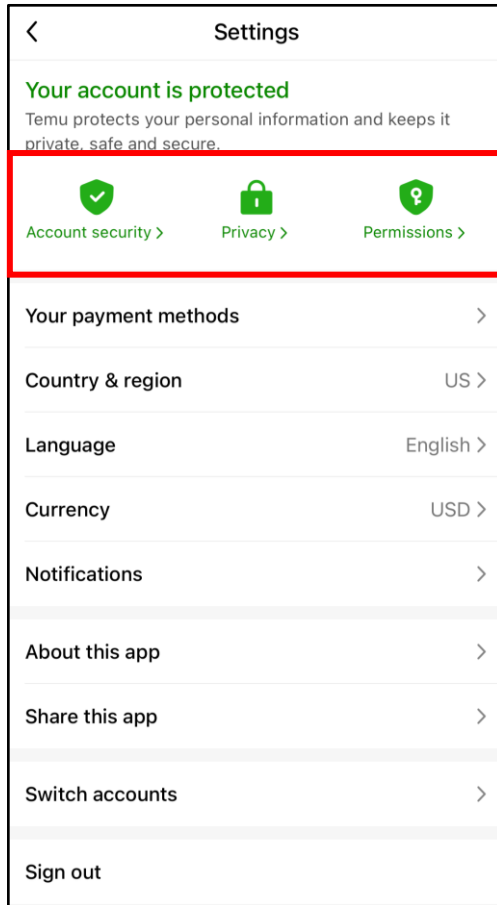 Settings
Your account is protected
Temu protects your personal information and keeps it
private, safe and secure.
Account security >
Privacy >
Permissions >
Your payment methods >
Country & region US >
Language English >
Currency USD >
Notifications >
About this app >
Share this app >
Switch accounts >
Sign out